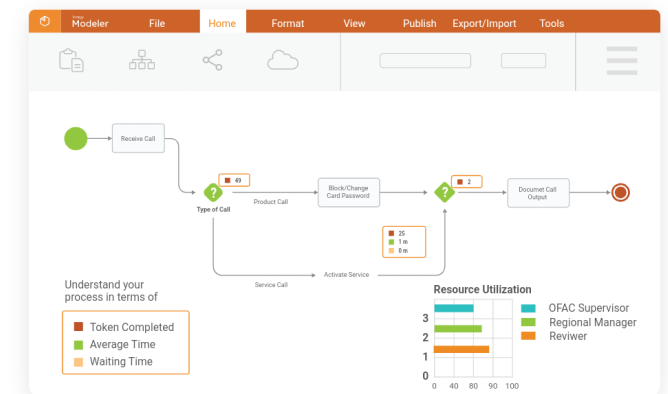 Modeler
File
Home
Format
View
Publish
Export/Import
Tools
Receive Call
49
Type of Call
Product Call
Block/Change
Card Password
2
Documet Call
Output
25
1 m
0 m
Service Call
Activate Service
Understand your
process in terms of
Token Completed
Average Time
Waiting Time
Resource Utilization
3
2
1
0
0 40 80 90 100
OFAC Supervisor
Regional Manager
Reviwer